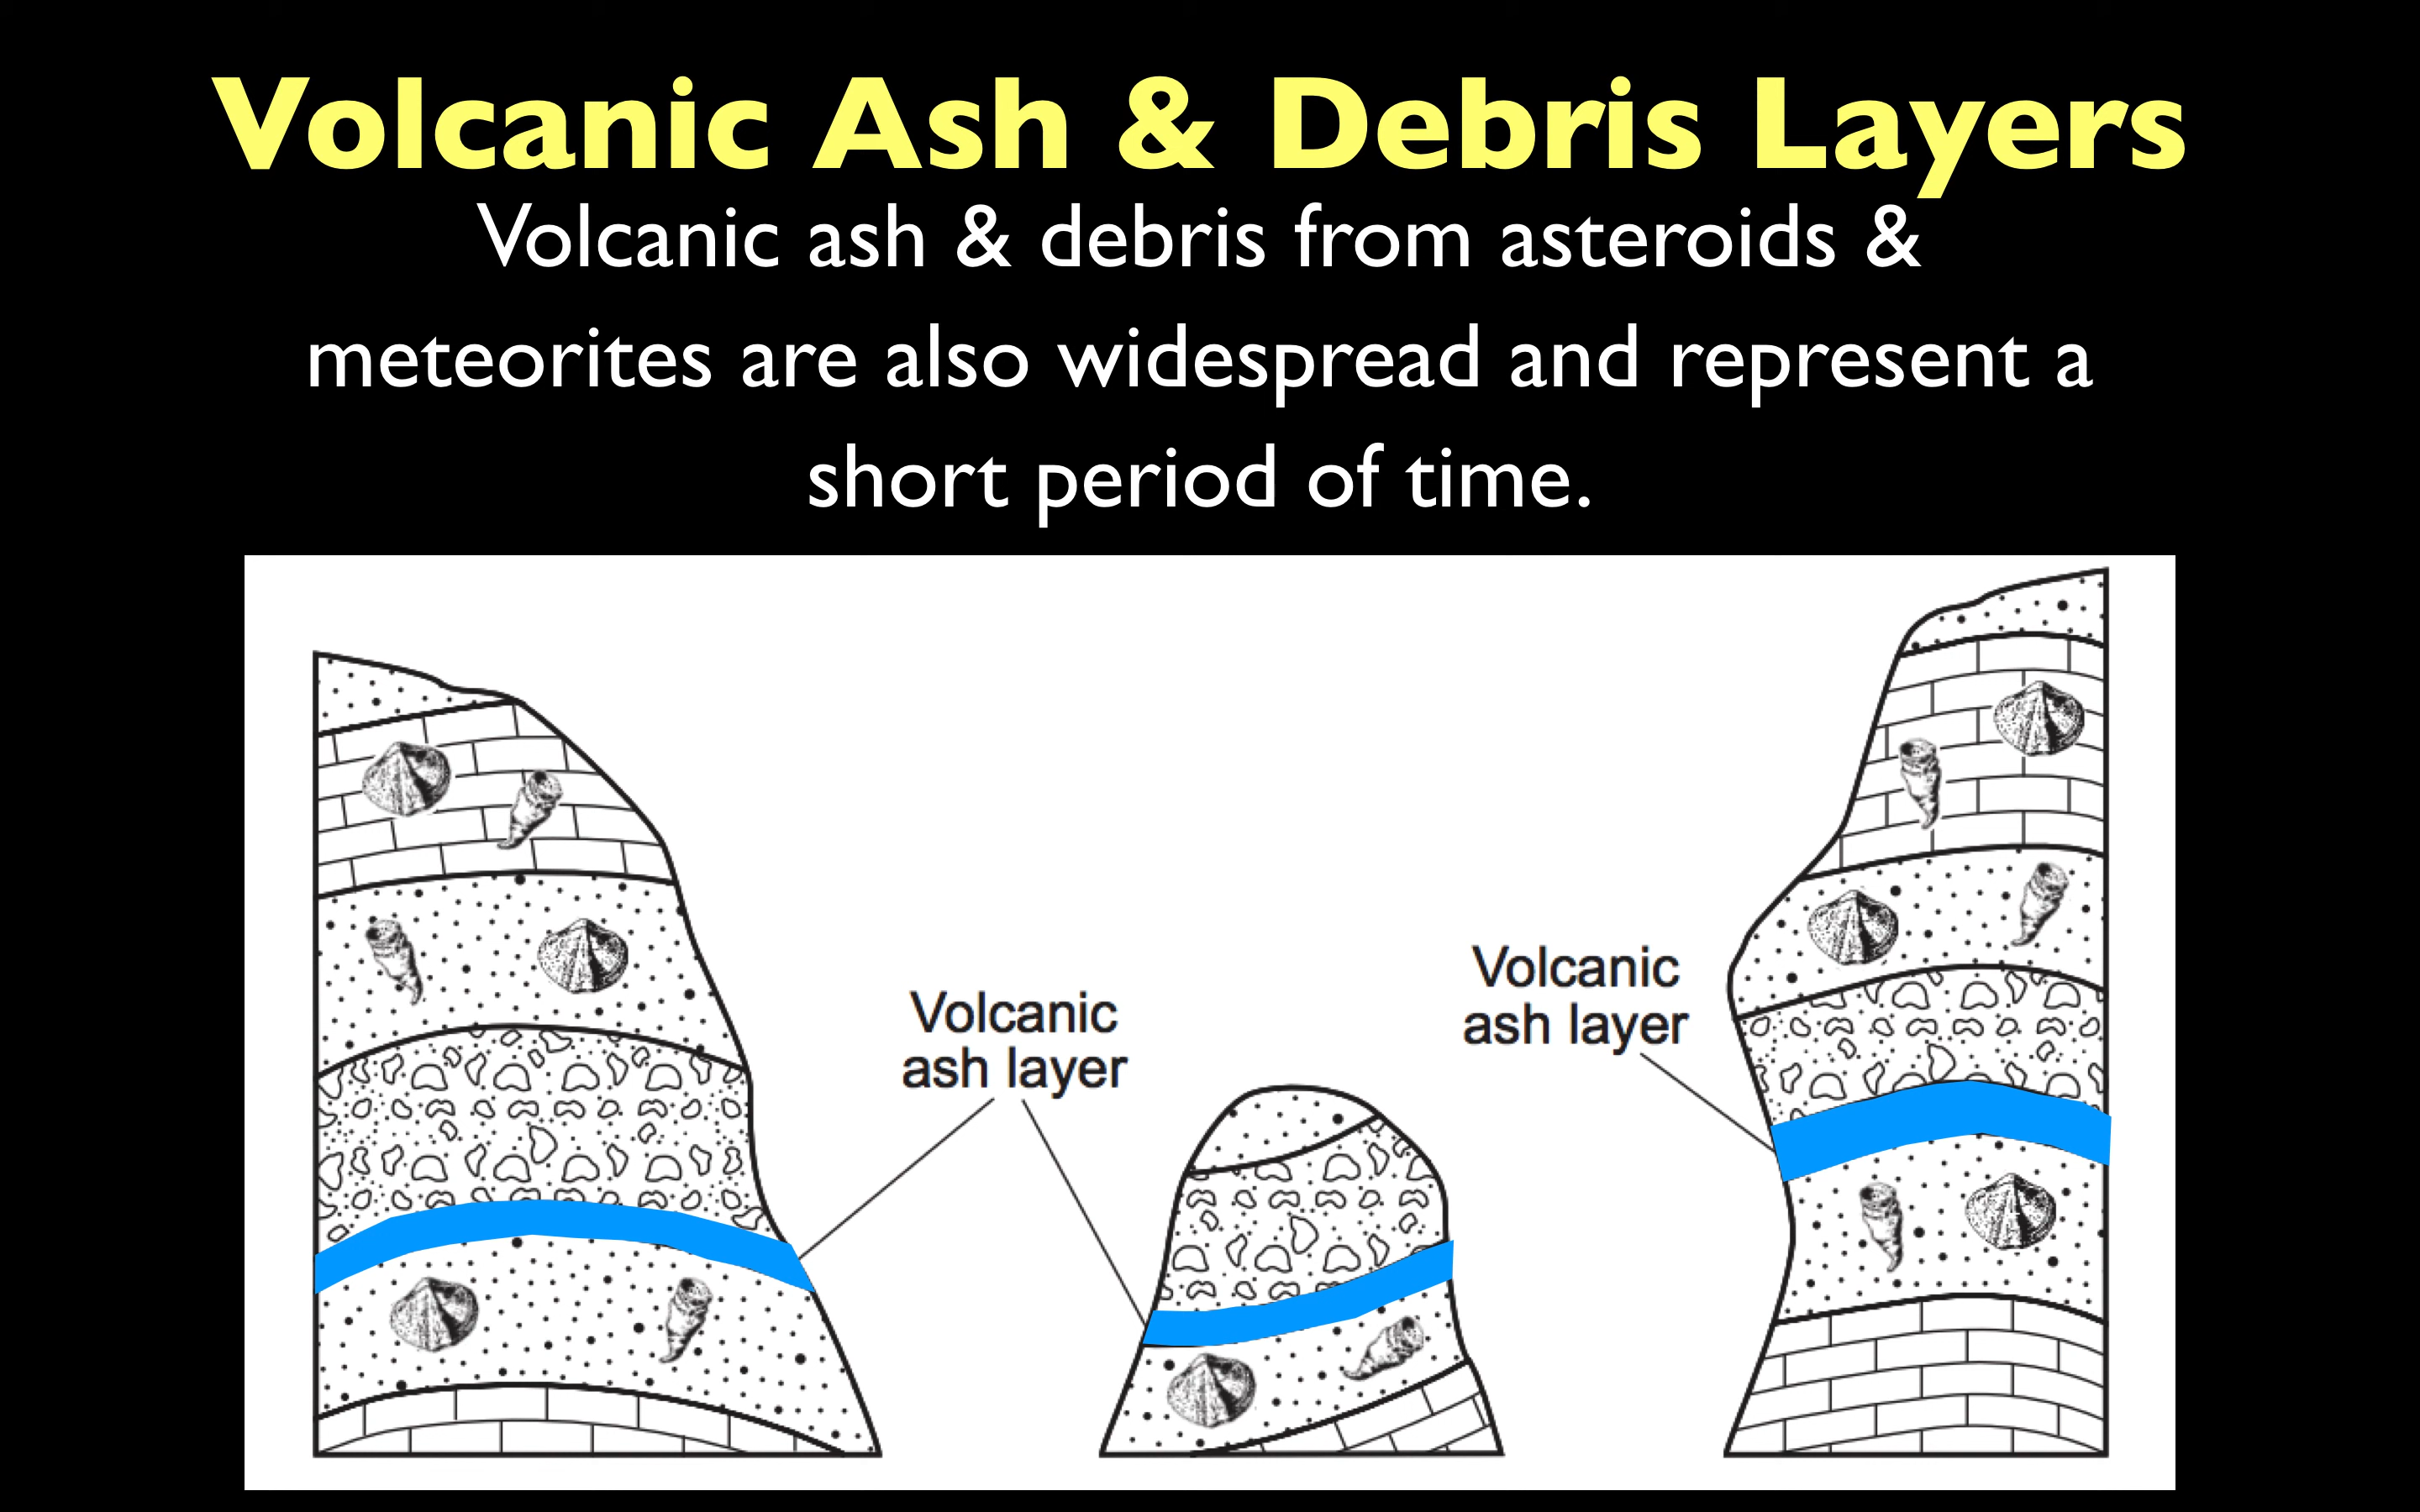 Volcanic Ash & Debris Layers
Volcanic ash & debris from asteroids &
meteorites are also widespread and represent a
short period of time.
Volcanic
ash layer
Volcanic
ash layer